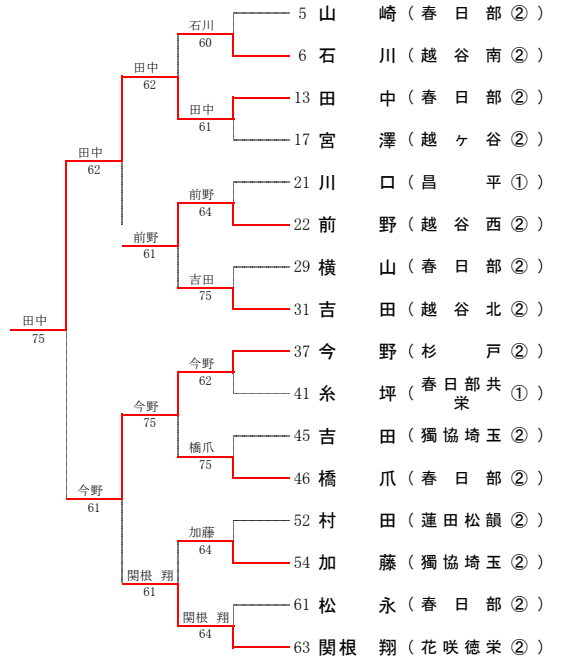 5 山 崎 ( 春 日 部 ② )
石川
60
6 石 川 ( 越 谷 南 ② )
田中
62
13 田 中 ( 春 日 部 ② )
田中
61
17 宮 澤 ( 越 ヶ 谷 ② )
田中
62
21 川 口 ( 昌 平 ① )
前野
64
22 前 野 ( 越 谷 西 ② )
前野
61
29 横 山 ( 春 日 部 ② )
吉田
75
31 吉 田 ( 越 谷 北 ② )
田中
75
37 今 野 ( 杉 戸 ② )
今野
62
41 糸 坪 ( 春日部共栄 ① )
今野
75
45 吉 田 ( 獨協埼玉 ② )
橋爪
75
46 橋 爪 ( 春 日 部 ② )
今野
61
52 村 田 ( 蓮田松韻 ② )
加藤
64
54 加 藤 ( 獨協埼玉 ② )
関根 翔
61
61 松 永 ( 春 日 部 ② )
関根 翔
64
63 関根 翔 ( 花咲徳栄 ② )